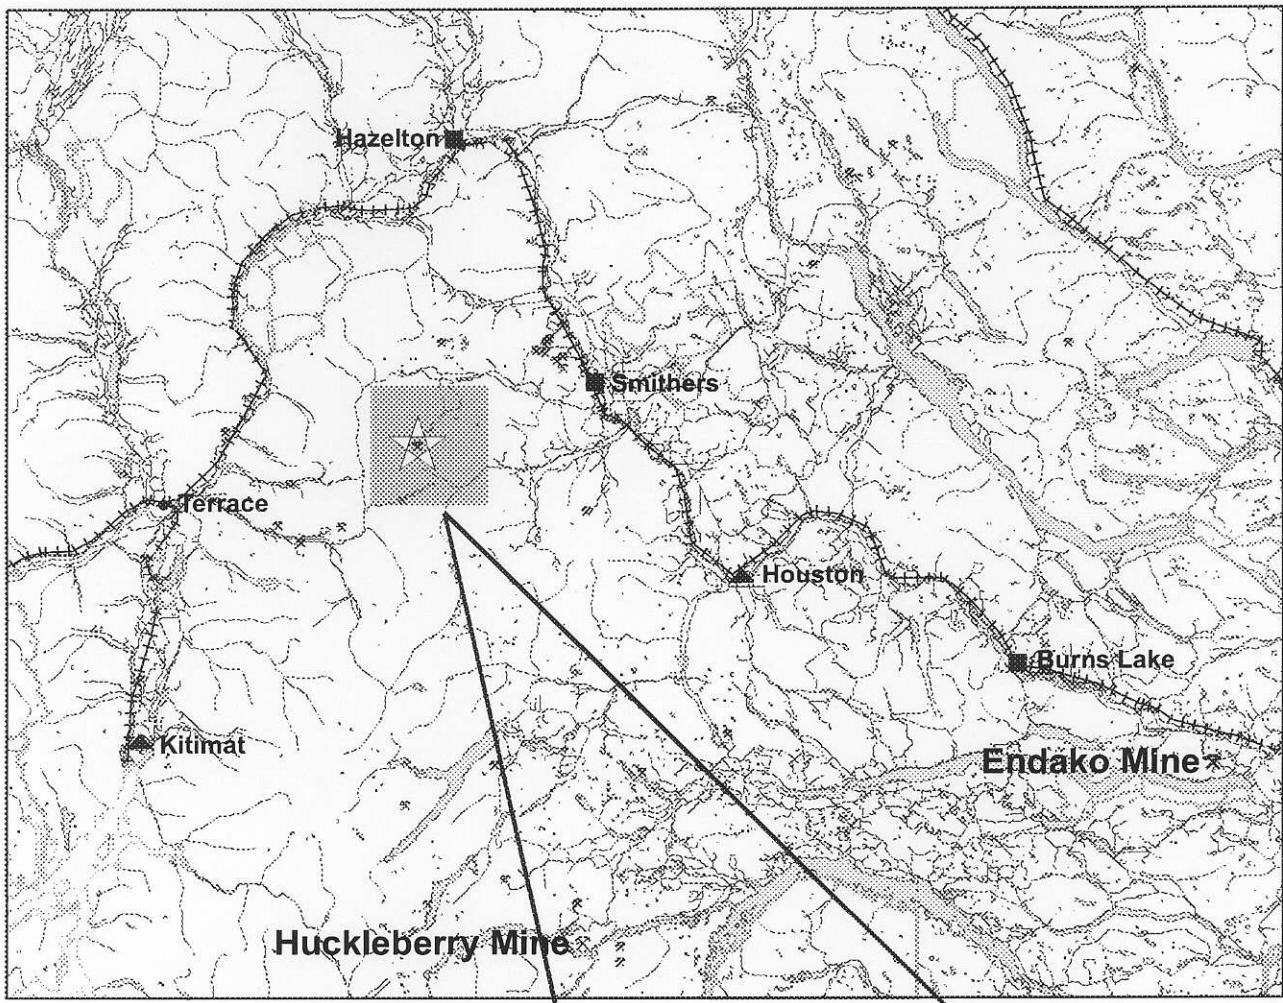 Hazelton
Smithers
Terrace
Houston
Burns Lake
Kitimat
Endako Mine
Huckleberry Mine